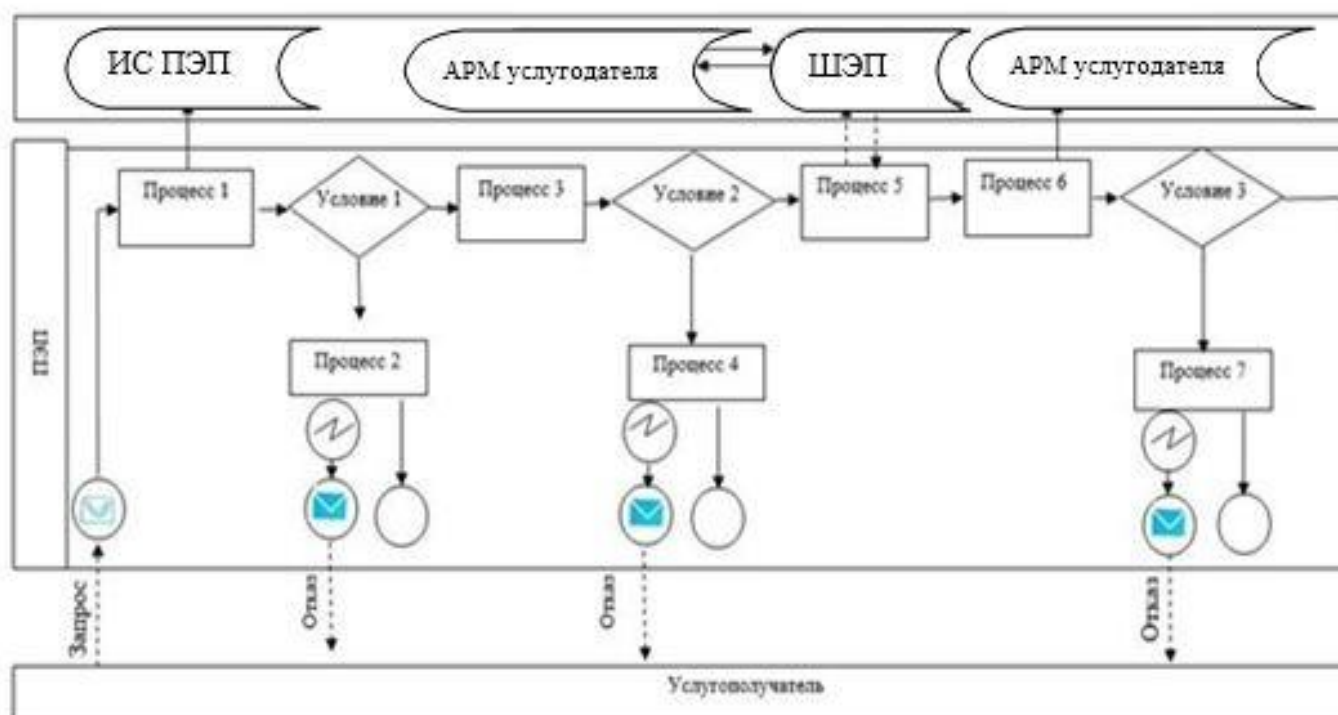 ИС ПЭП
АРМ услугодателя
ШЭП
АРМ услугодателя
ПЭП
Процесс 1
Условие 1
Процесс 3
Условие 2
Процесс 5
Процесс 6
Условие 3
Процесс 2
Процесс 4
Процесс 7
Запрос
Отказ
Отказ
Отказ
Услугополучатель